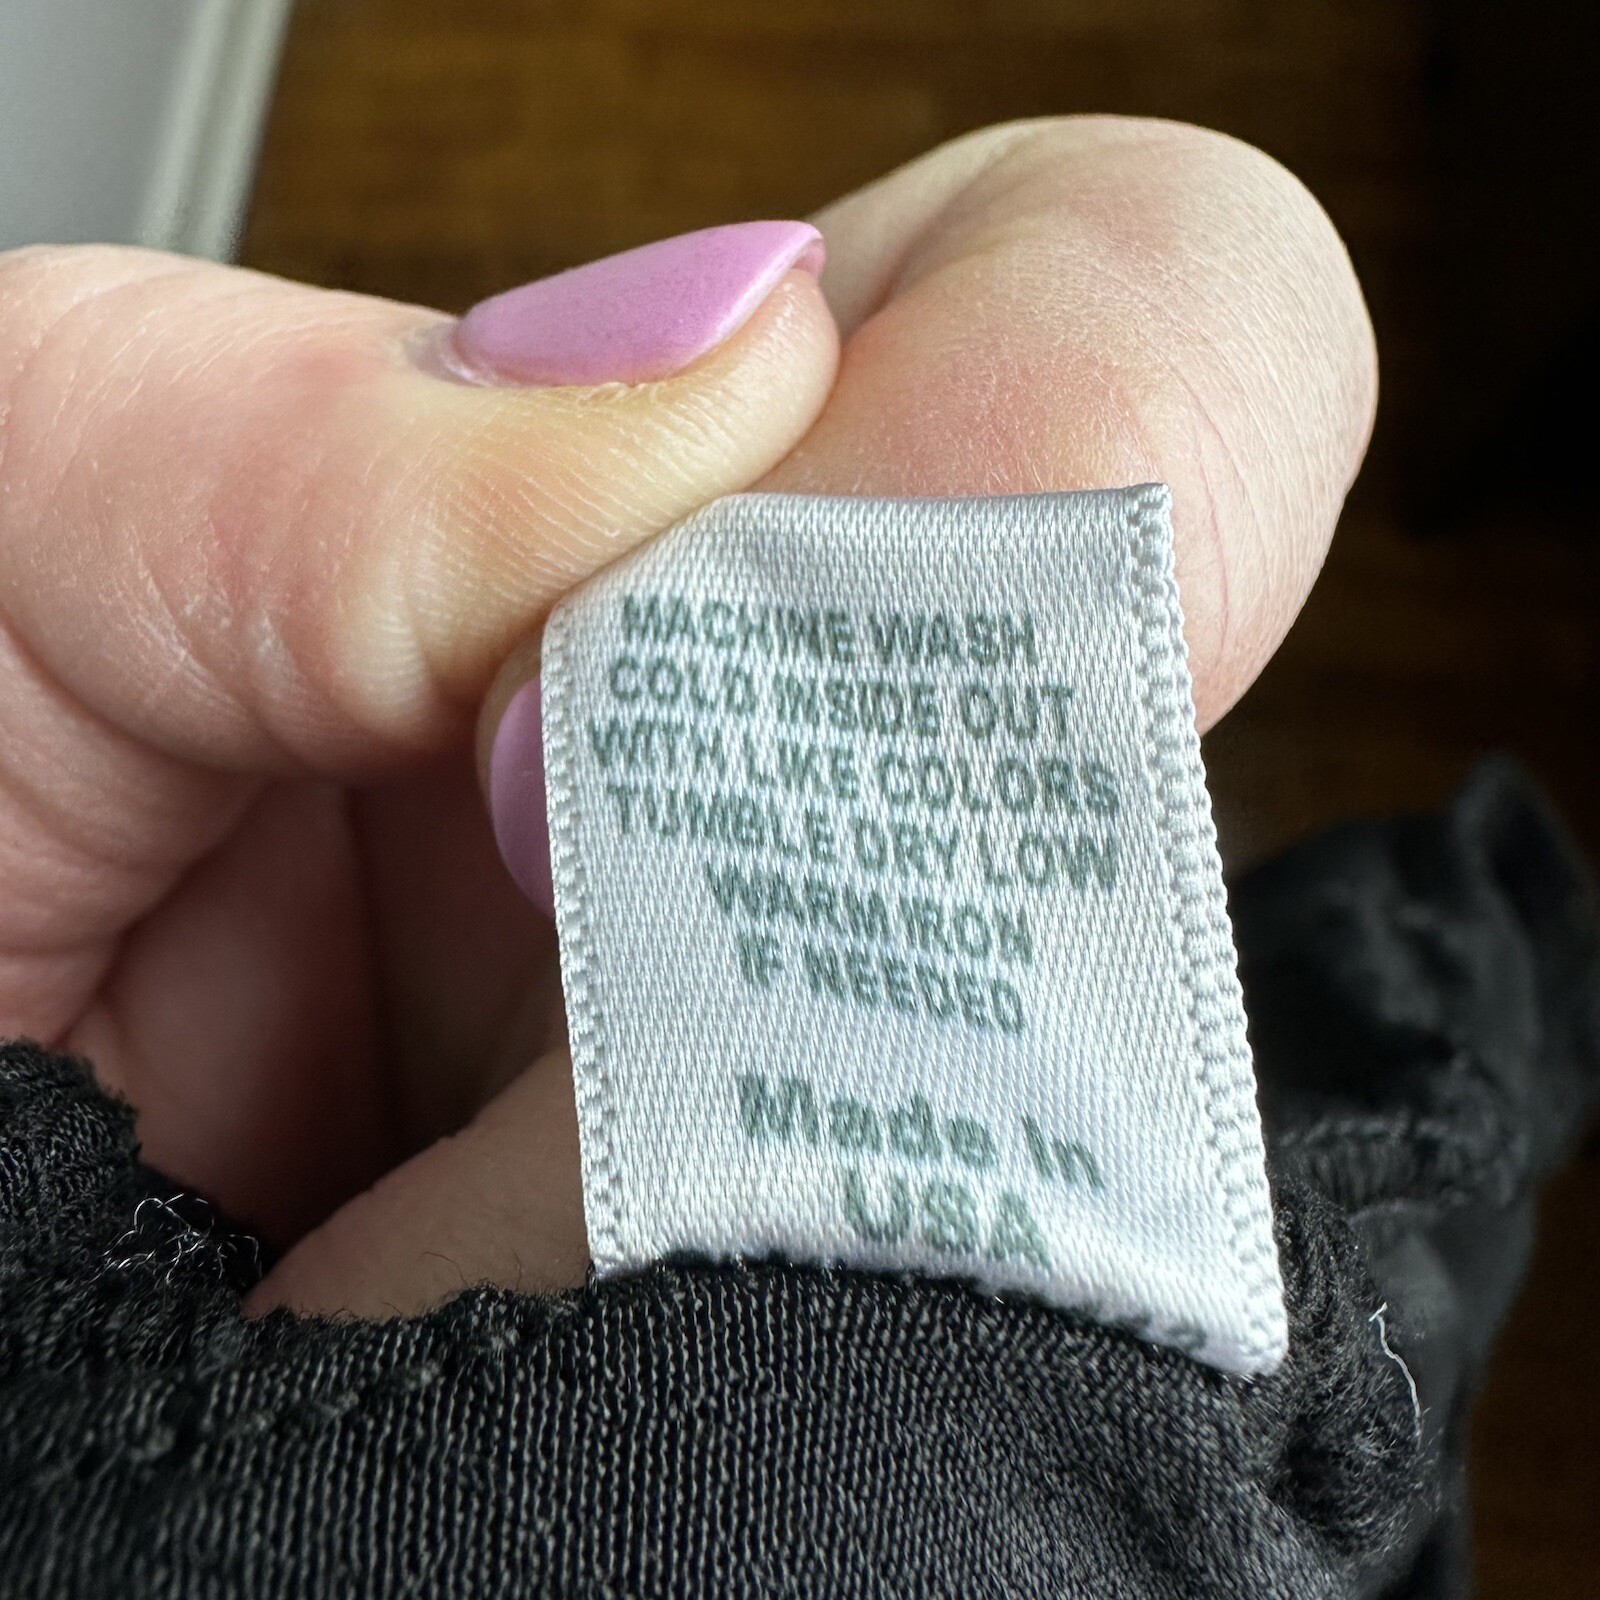 MACHINE WASH
COLD INSIDE OUT
WITH LIKE COLORS
TUMBLE DRY LOW
WARM IRON
IF NEEDED
Made In
USA